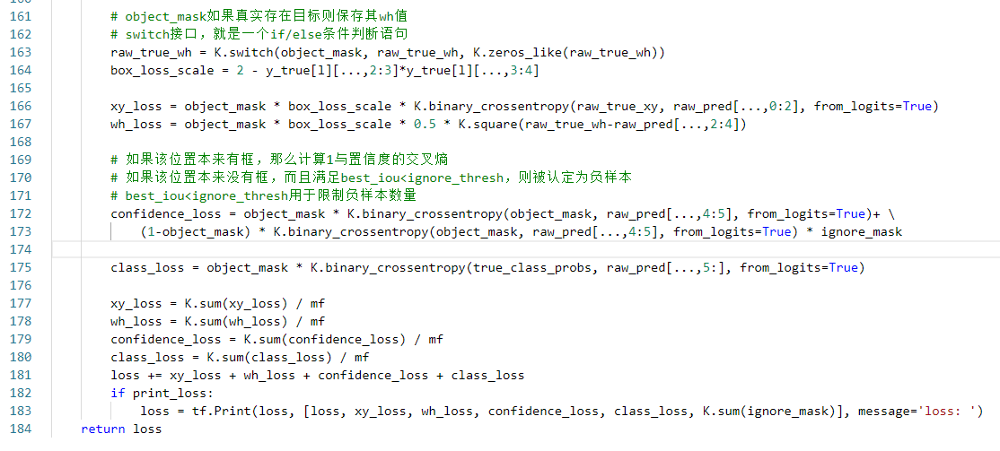 161 # object_mask如果真实存在目标则保存其wh值
162 # switch接口，就是一个if/else条件判断语句
163 raw_true_wh = K.switch(object_mask, raw_true_wh, K.zeros_like(raw_true_wh))
164 box_loss_scale = 2 - y_true[l][...,2:3]*y_true[l][...,3:4]
165
166 xy_loss = object_mask * box_loss_scale * K.binary_crossentropy(raw_true_xy, raw_pred[...,0:2], from_logits=True)
167 wh_loss = object_mask * box_loss_scale * 0.5 * K.square(raw_true_wh-raw_pred[...,2:4])
168
169 # 如果该位置本来有框，那么计算1与置信度的交叉熵
170 # 如果该位置本来没有框，而且满足best_iou<ignore_thresh，则被认定为负样本
171 # best_iou<ignore_thresh用于限制负样本数量
172 confidence_loss = object_mask * K.binary_crossentropy(object_mask, raw_pred[...,4:5], from_logits=True)+ \
173 (1-object_mask) * K.binary_crossentropy(object_mask, raw_pred[...,4:5], from_logits=True) * ignore_mask
174
175 class_loss = object_mask * K.binary_crossentropy(true_class_probs, raw_pred[...,5:], from_logits=True)
176
177 xy_loss = K.sum(xy_loss) / mf
178 wh_loss = K.sum(wh_loss) / mf
179 confidence_loss = K.sum(confidence_loss) / mf
180 class_loss = K.sum(class_loss) / mf
181 loss += xy_loss + wh_loss + confidence_loss + class_loss
182 if print_loss:
183 loss = tf.Print(loss, [loss, xy_loss, wh_loss, confidence_loss, class_loss, K.sum(ignore_mask)], message='loss: ')
184 return loss